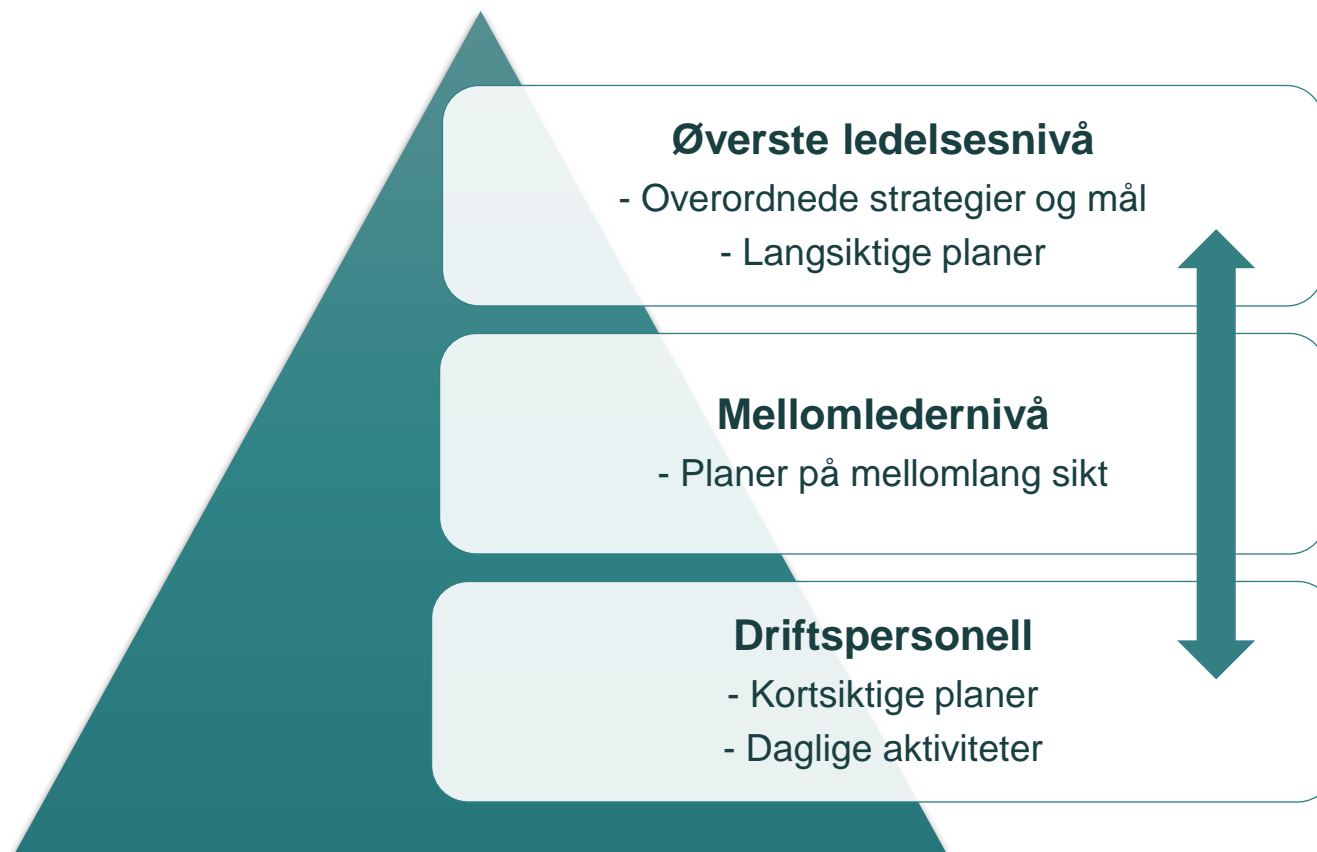 Øverste ledelsesnivå
- Overordnede strategier og mål
- Langsiktige planer
Mellomledernivå
- Planer på mellomlang sikt
Driftspersonell
- Kortsiktige planer
- Daglige aktiviteter